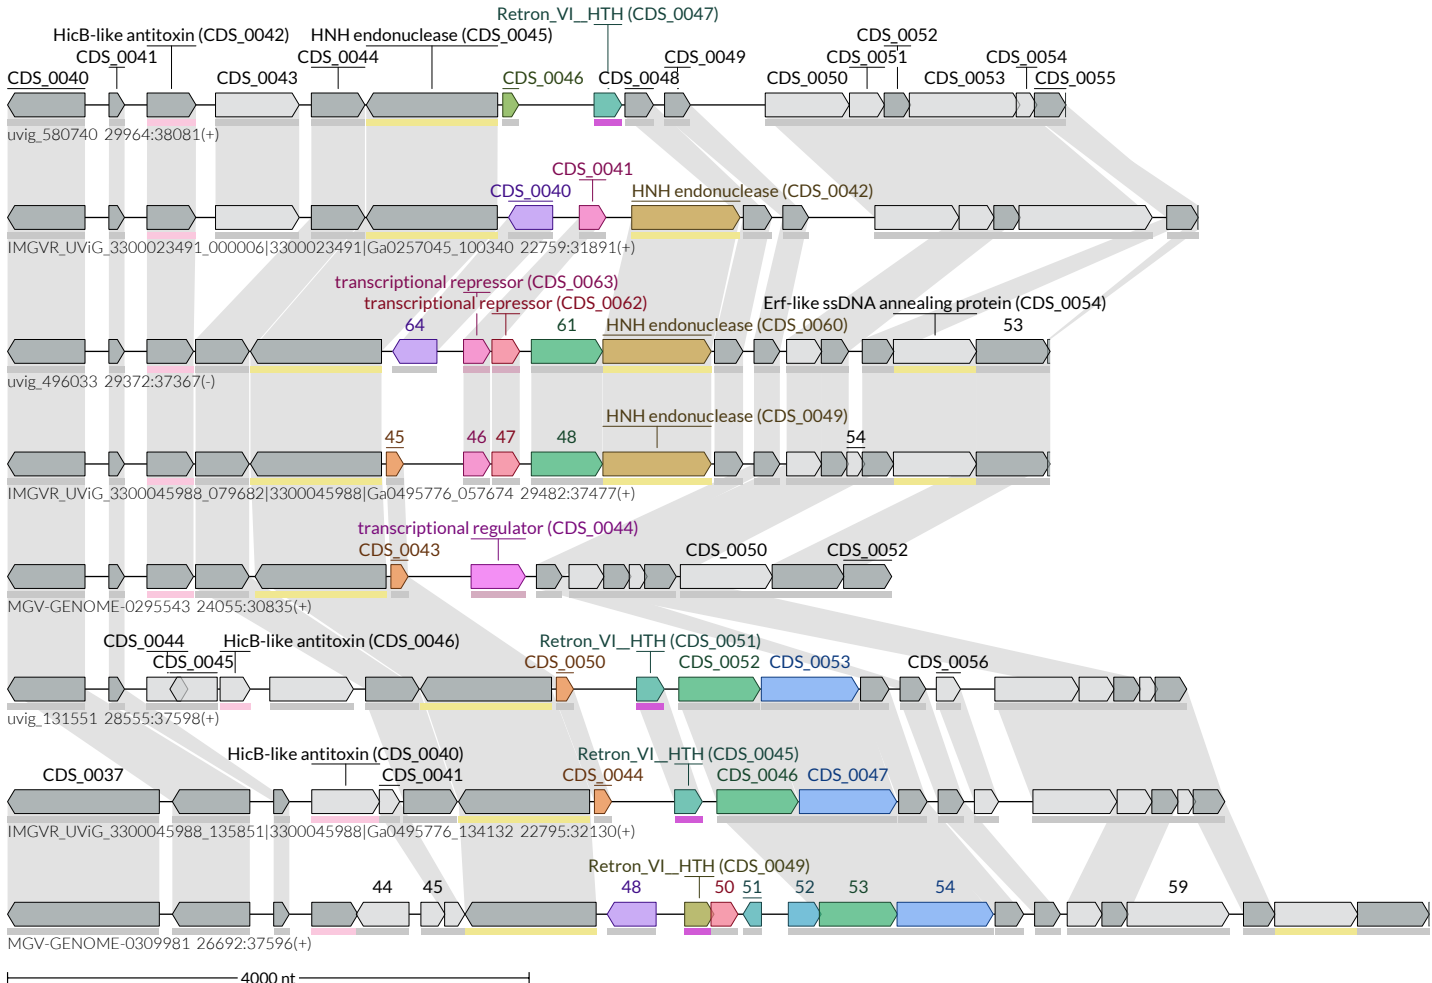 Retron_VI__HTH (CDS_0047)
HicB-like antitoxin (CDS_0042) HNH endonuclease (CDS_0045) CDS_0052
CDS_0041 CDS_0044 CDS_0049 CDS_0051 CDS_0054
CDS_0040 CDS_0043 CDS_0046 CDS_0048 CDS_0050 CDS_0053 CDS_0055
uvig_580740 29964:38081(+)
CDS_0041
CDS_0040 HNH endonuclease (CDS_0042)
IMGVR_UViG_3300023491_000006|3300023491|Ga0257045_100340 22759:31891(+)
transcriptional repressor (CDS_0063)
transcriptional repressor (CDS_0062) Erf-like ssDNA annealing protein (CDS_0054)
64 61 HNH endonuclease (CDS_0060) 53
uvig_496033 29372:37367(-)
HNH endonuclease (CDS_0049)
45 46 47 48 54
IMGVR_UViG_3300045988_079682|3300045988|Ga0495776_057674 29482:37477(+)
transcriptional regulator (CDS_0044)
CDS_0043 CDS_0050 CDS_0052
MGV-GENOME-0295543 24055:30835(+)
CDS_0044 HicB-like antitoxin (CDS_0046) Retron_VI__HTH (CDS_0051)
CDS_0045 CDS_0050 CDS_0052 CDS_0053 CDS_0056
uvig_131551 28555:37598(+)
HicB-like antitoxin (CDS_0040) Retron_VI__HTH (CDS_0045)
CDS_0037 CDS_0041 CDS_0044 CDS_0046 CDS_0047
IMGVR_UViG_3300045988_135851|3300045988|Ga0495776_134132 22795:32130(+)
Retron_VI__HTH (CDS_0049)
44 45 48 50 51 52 53 54 59
MGV-GENOME-0309981 26692:37596(+)
4000 nt